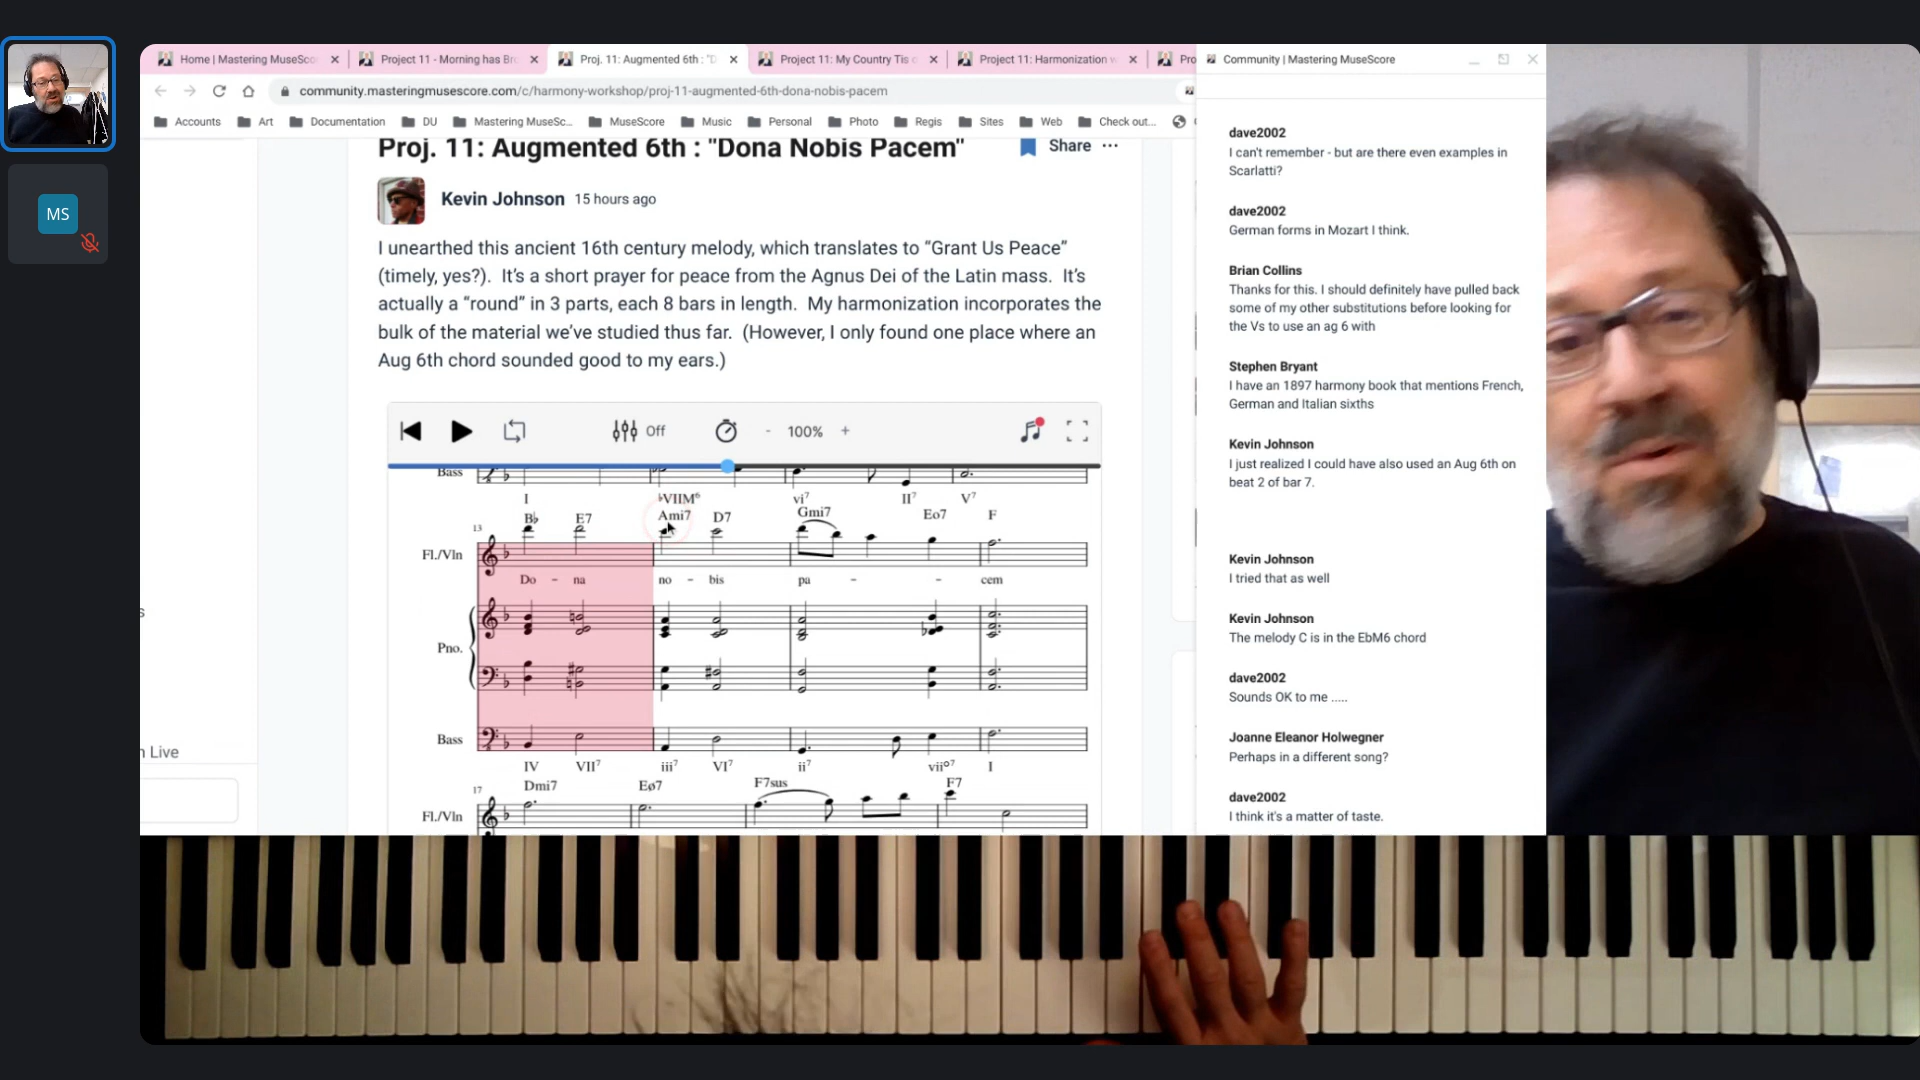 Home | Mastering MuseSco
Project 11 - Morning has Br
Proj. 11: Augmented 6th : "D
Project 11: My Country Tis
Project 11: Harmonization
Pro
Community | Mastering MuseScore
community.masteringmusescore.com/c/harmony-workshop/proj-11-augmented-6th-dona-nobis-pacem
Accounts Art Documentation DU Mastering MuseSc... MuseScore Music Personal Photo Regis Sites Web Check out...
MS
Proj. 11: Augmented 6th : "Dona Nobis Pacem"
Share
Kevin Johnson 15 hours ago
I unearthed this ancient 16th century melody, which translates to “Grant Us Peace”
(timely, yes?). It’s a short prayer for peace from the Agnus Dei of the Latin mass. It’s
actually a “round” in 3 parts, each 8 bars in length. My harmonization incorporates the
bulk of the material we’ve studied thus far. (However, I only found one place where an
Aug 6th chord sounded good to my ears.)
Off - 100% +
Bass
I ♭VIIM⁶ vi⁷ II⁷ V⁷
B♭ E7 Ami7 D7 Gmi7 Eo7 F
13
Fl./Vln
Do - na no - bis pa - - cem
Pno.
Bass
IV VII⁷ iii⁷ VI⁷ ii⁷ vii°⁷ I
Dmi7 Eø7 F7sus F7
17
Fl./Vln
n Live
dave2002
I can't remember - but are there even examples in
Scarlatti?
dave2002
German forms in Mozart I think.
Brian Collins
Thanks for this. I should definitely have pulled back
some of my other substitutions before looking for
the Vs to use an ag 6 with
Stephen Bryant
I have an 1897 harmony book that mentions French,
German and Italian sixths
Kevin Johnson
I just realized I could have also used an Aug 6th on
beat 2 of bar 7.
Kevin Johnson
I tried that as well
Kevin Johnson
The melody C is in the EbM6 chord
dave2002
Sounds OK to me .....
Joanne Eleanor Holwegner
Perhaps in a different song?
dave2002
I think it's a matter of taste.